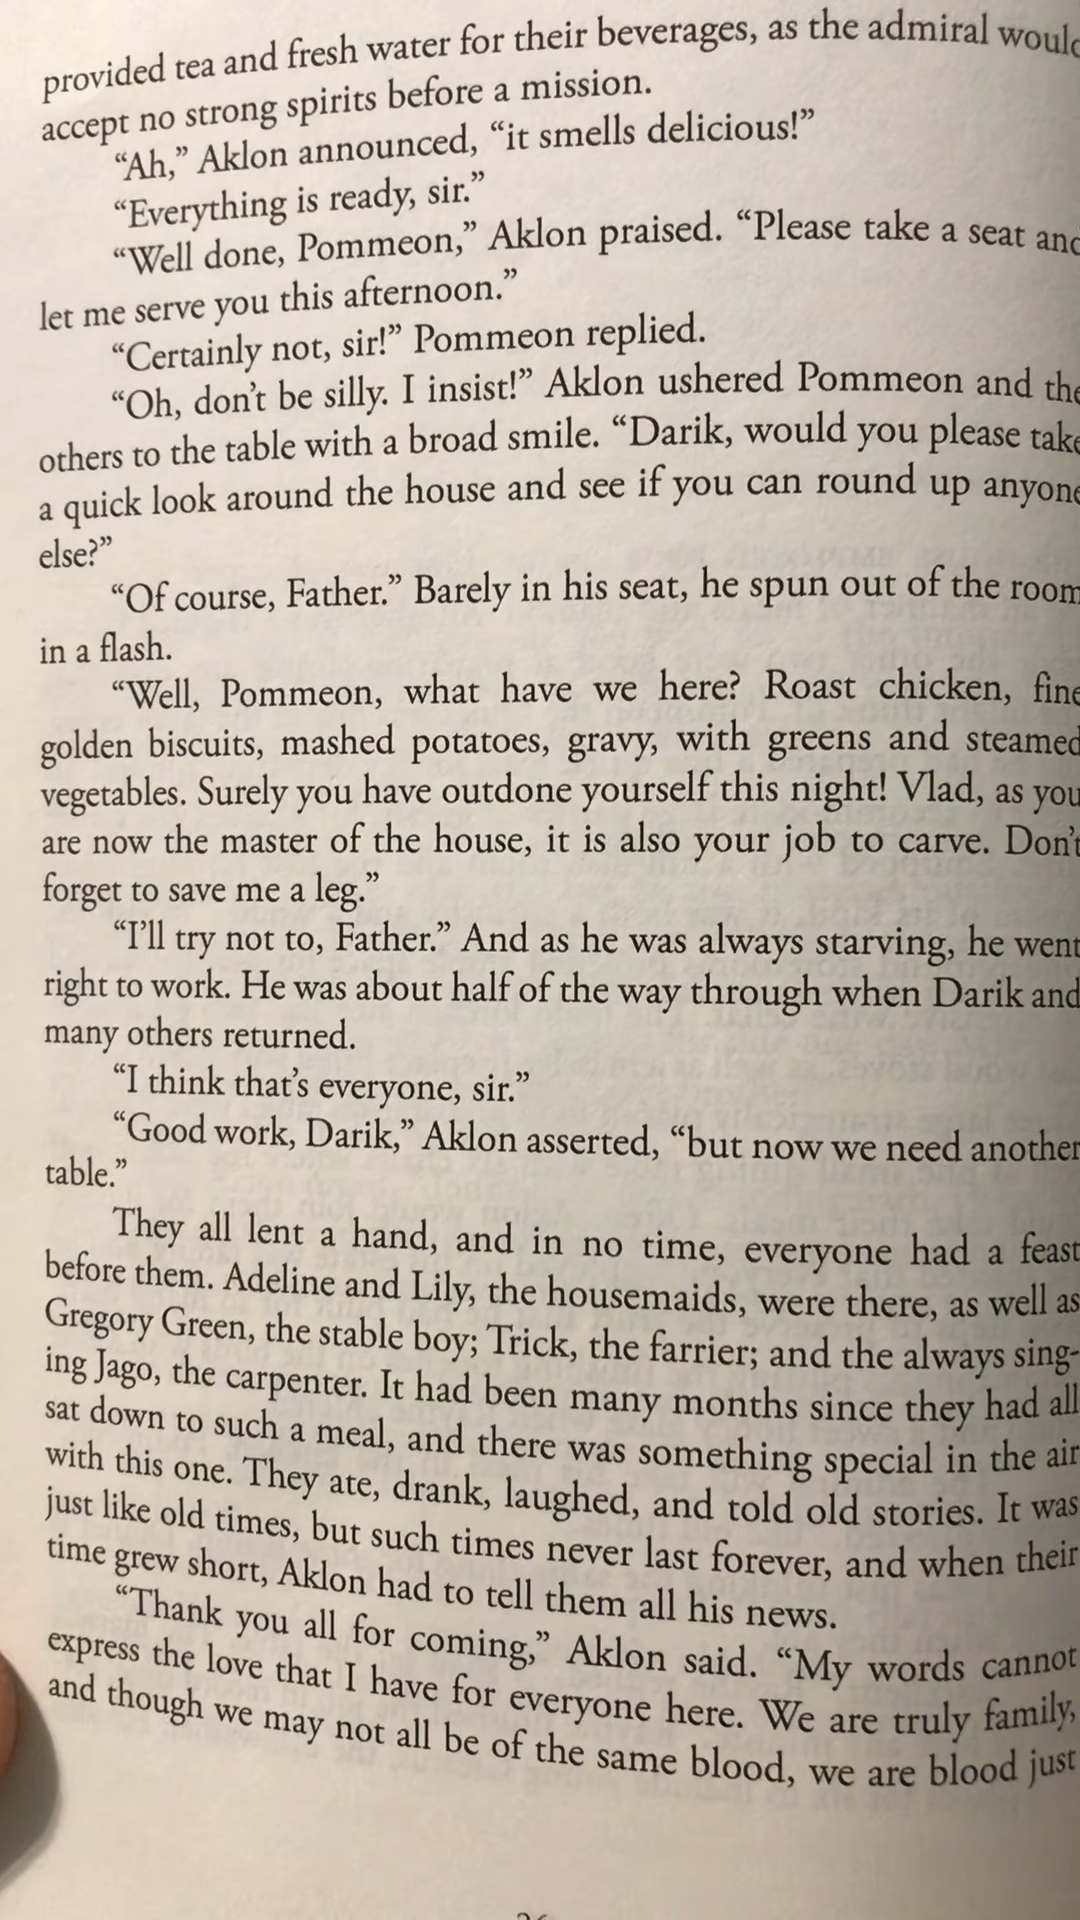 provided tea and fresh water for their beverages, as the admiral would
accept no strong spirits before a mission.
“Ah,” Aklon announced, “it smells delicious!”
“Everything is ready, sir.”
“Well done, Pommeon,” Aklon praised. “Please take a seat and
let me serve you this afternoon.”
“Certainly not, sir!” Pommeon replied.
“Oh, don’t be silly. I insist!” Aklon ushered Pommeon and the
others to the table with a broad smile. “Darik, would you please take
a quick look around the house and see if you can round up anyone
else?”
“Of course, Father.” Barely in his seat, he spun out of the room
in a flash.
“Well, Pommeon, what have we here? Roast chicken, fine
golden biscuits, mashed potatoes, gravy, with greens and steamed
vegetables. Surely you have outdone yourself this night! Vlad, as you
are now the master of the house, it is also your job to carve. Don’t
forget to save me a leg.”
“I’ll try not to, Father.” And as he was always starving, he went
right to work. He was about half of the way through when Darik and
many others returned.
“I think that’s everyone, sir.”
“Good work, Darik,” Aklon asserted, “but now we need another
table.”
They all lent a hand, and in no time, everyone had a feast
before them. Adeline and Lily, the housemaids, were there, as well as
Gregory Green, the stable boy; Trick, the farrier; and the always sing-
ing Jago, the carpenter. It had been many months since they had all
sat down to such a meal, and there was something special in the air
with this one. They ate, drank, laughed, and told old stories. It was
just like old times, but such times never last forever, and when their
time grew short, Aklon had to tell them all his news.
“Thank you all for coming,” Aklon said. “My words cannot
express the love that I have for everyone here. We are truly family,
and though we may not all be of the same blood, we are blood just